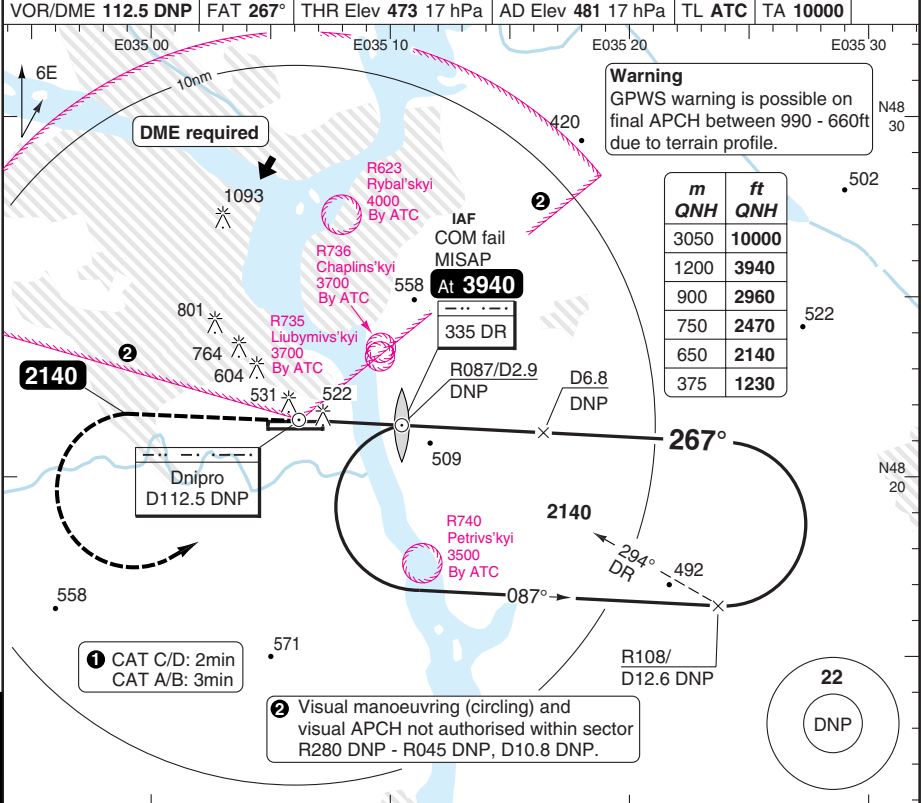 VOR/DME 112.5 DNP FAT 267° THR Elev 473 17 hPa AD Elev 481 17 hPa TL ATC TA 10000
E035 00
E035 10
E035 20
E035 30
6E
10nm
DME required
Warning
GPWS warning is possible on
final APCH between 990 - 660ft
due to terrain profile.
N48
30
420
502
1093
R623
Rybal'skyi
4000
By ATC
m
QNH
ft
QNH
3050 10000
1200 3940
900 2960
750 2470
650 2140
375 1230
2
IAF
COM fail
MISAP
At 3940
335 DR
R736
Chaplins'kyi
3700
By ATC
558
522
801
764
604
R735
Liubymivs'kyi
3700
By ATC
2
2140
531
522
R087/D2.9
DNP
D6.8
DNP
267°
509
Dnipro
D112.5 DNP
N48
20
R740
Petrivs'kyi
3500
By ATC
2140
294°
DR
492
087°
558
571
R108/
D12.6 DNP
1 CAT C/D: 2min
CAT A/B: 3min
2 Visual manoeuvring (circling) and
visual APCH not authorised within sector
R280 DNP - R045 DNP, D10.8 DNP.
22
DNP